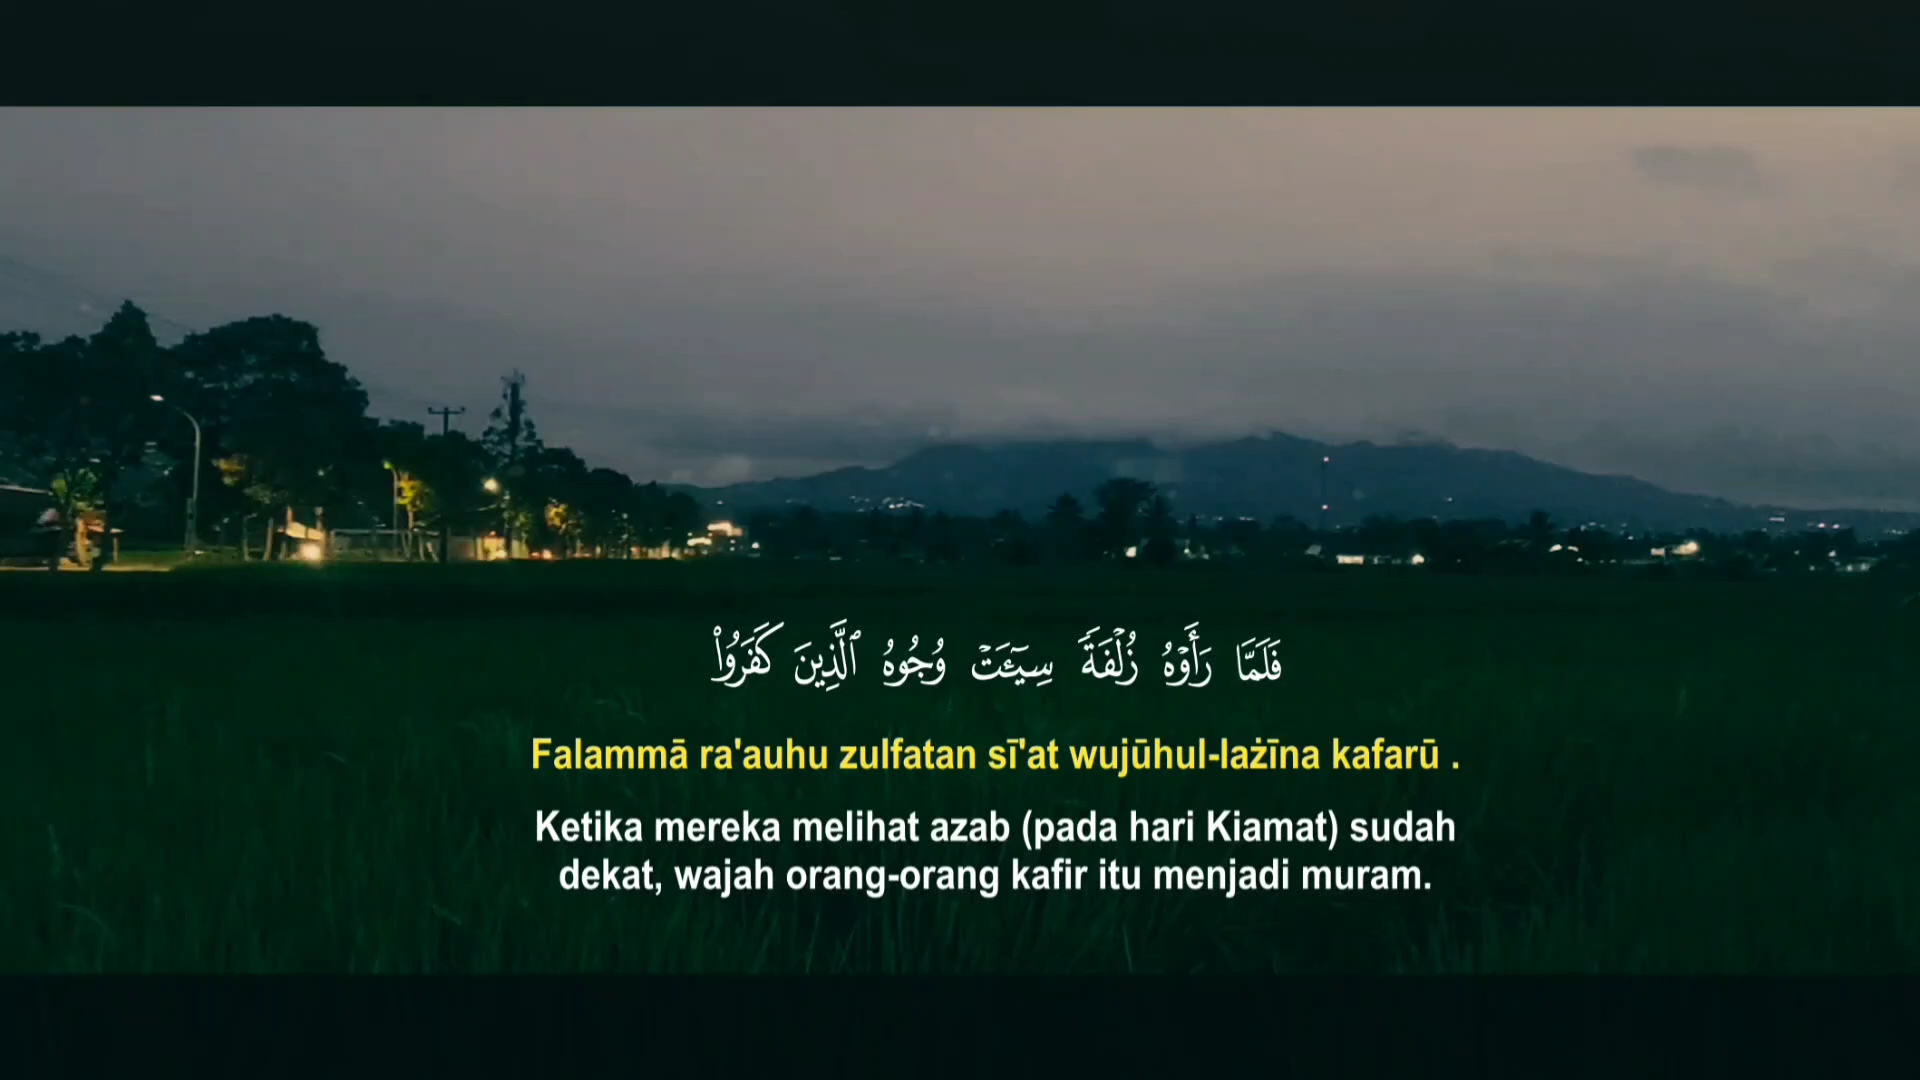 فَلَمَّا رَأَوۡهُ زُلۡفَةٗ سِيٓـَٔتۡ وُجُوهُ ٱلَّذِينَ كَفَرُواْ
Falammā ra'auhu zulfatan sī'at wujūhul-lażīna kafarū .
Ketika mereka melihat azab (pada hari Kiamat) sudah
dekat, wajah orang-orang kafir itu menjadi muram.